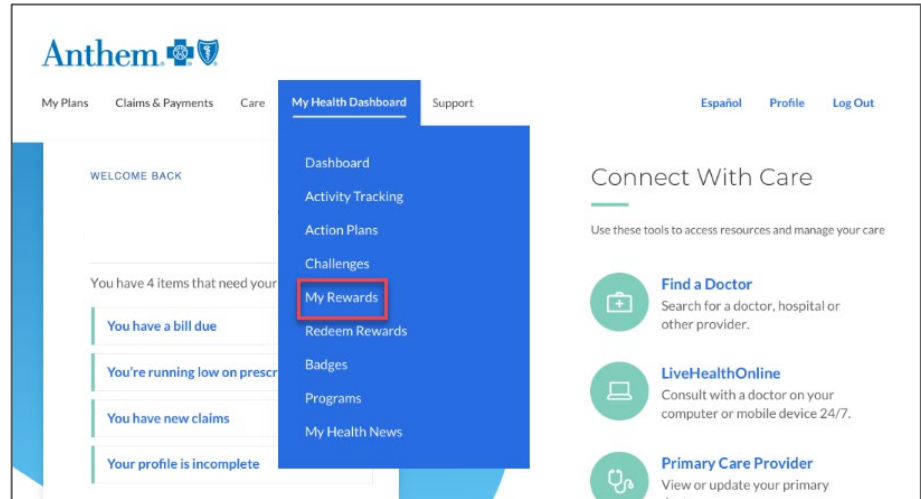 Anthem
My Plans Claims & Payments Care My Health Dashboard Support Español Profile Log Out
WELCOME BACK
You have 4 items that need your
You have a bill due
You're running low on prescr
You have new claims
Your profile is incomplete
Dashboard
Activity Tracking
Action Plans
Challenges
My Rewards
Redeem Rewards
Badges
Programs
My Health News
Connect With Care
Use these tools to access resources and manage your care
Find a Doctor
Search for a doctor, hospital or
other provider.
LiveHealthOnline
Consult with a doctor on your
computer or mobile device 24/7.
Primary Care Provider
View or update your primary